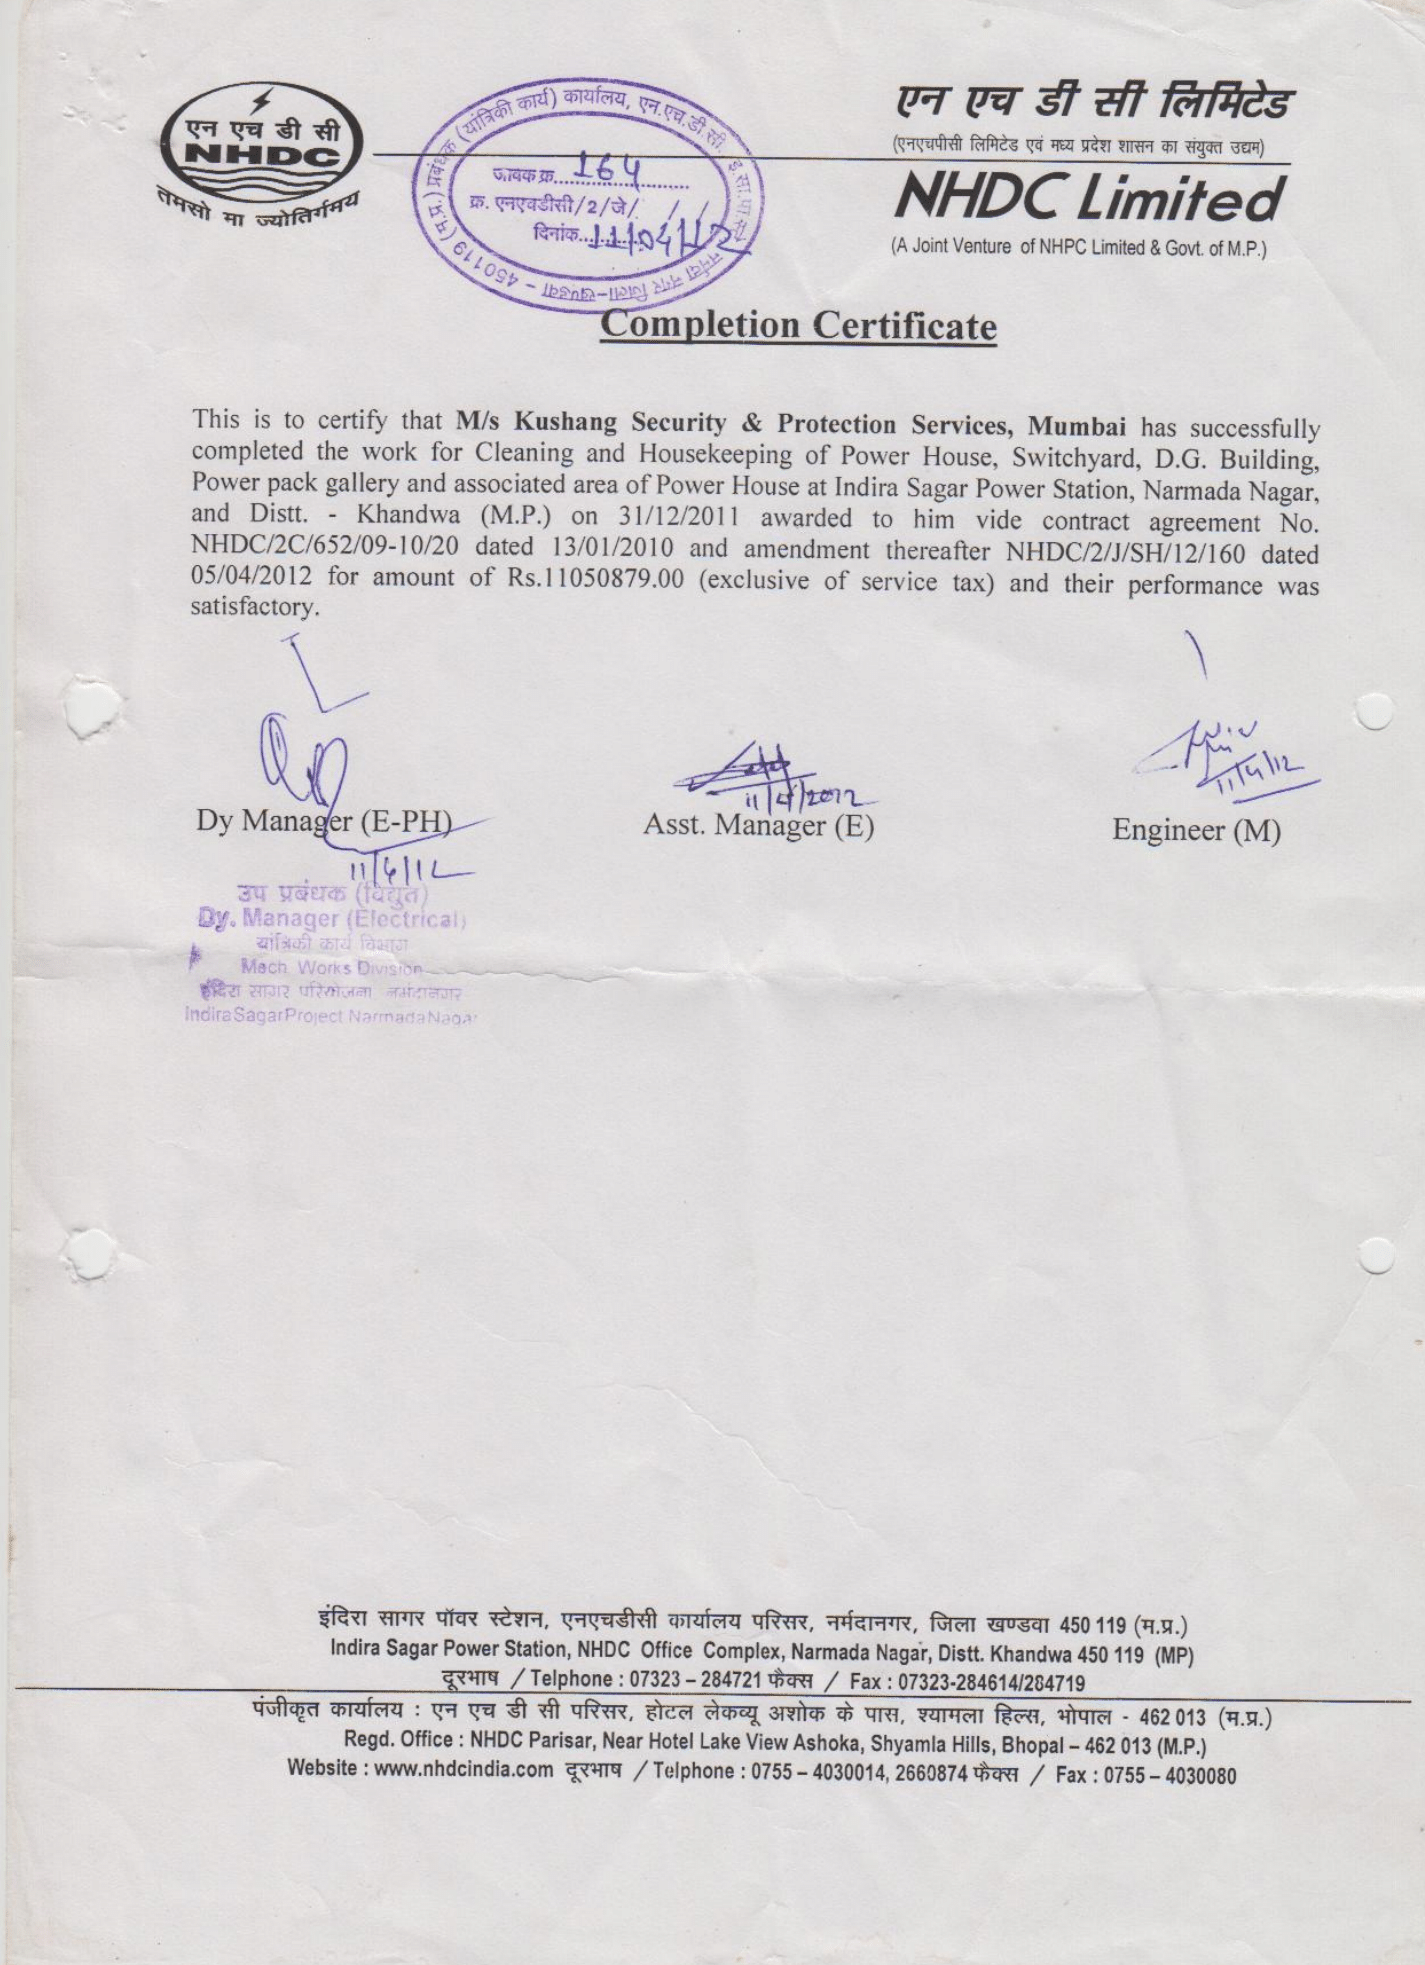 एन एच डी सी
NHDC
तमसो मा ज्योतिर्गमय
प्रबंधक (यांत्रिकी कार्य) कार्यालय, एन.एच.डी.सी. इ.सा.
नर्मदा नगर जिला-खण्डवा - 450119 (म.प्र.)
जावक क्र. 164
क्र. एनएचडीसी/2/जे/ / /
दिनांक 11/04/12
एन एच डी सी लिमिटेड
(एनएचपीसी लिमिटेड एवं मध्य प्रदेश शासन का संयुक्त उद्यम)
NHDC Limited
(A Joint Venture of NHPC Limited & Govt. of M.P.)
Completion Certificate
This is to certify that M/s Kushang Security & Protection Services, Mumbai has successfully
completed the work for Cleaning and Housekeeping of Power House, Switchyard, D.G. Building,
Power pack gallery and associated area of Power House at Indira Sagar Power Station, Narmada Nagar,
and Distt. - Khandwa (M.P.) on 31/12/2011 awarded to him vide contract agreement No.
NHDC/2C/652/09-10/20 dated 13/01/2010 and amendment thereafter NHDC/2/J/SH/12/160 dated
05/04/2012 for amount of Rs.11050879.00 (exclusive of service tax) and their performance was
satisfactory.
11/4/2012
11/4/12
Dy Manager (E-PH)
Asst. Manager (E)
Engineer (M)
11/4/12
उप प्रबंधक (विद्युत)
Dy. Manager (Electrical)
यांत्रिकी कार्य विभाग
Mech. Works Division
इंदिरा सागर परियोजना नर्मदानगर
Indira Sagar Project Narmada Nagar
इंदिरा सागर पॉवर स्टेशन, एनएचडीसी कार्यालय परिसर, नर्मदानगर, जिला खण्डवा 450 119 (म.प्र.)
Indira Sagar Power Station, NHDC Office Complex, Narmada Nagar, Distt. Khandwa 450 119 (MP)
दूरभाष / Telphone : 07323 – 284721 फैक्स / Fax : 07323-284614/284719
पंजीकृत कार्यालय : एन एच डी सी परिसर, होटल लेकव्यू अशोक के पास, श्यामला हिल्स, भोपाल - 462 013 (म.प्र.)
Regd. Office : NHDC Parisar, Near Hotel Lake View Ashoka, Shyamla Hills, Bhopal – 462 013 (M.P.)
Website : www.nhdcindia.com दूरभाष / Telphone : 0755 – 4030014, 2660874 फैक्स / Fax : 0755 – 4030080